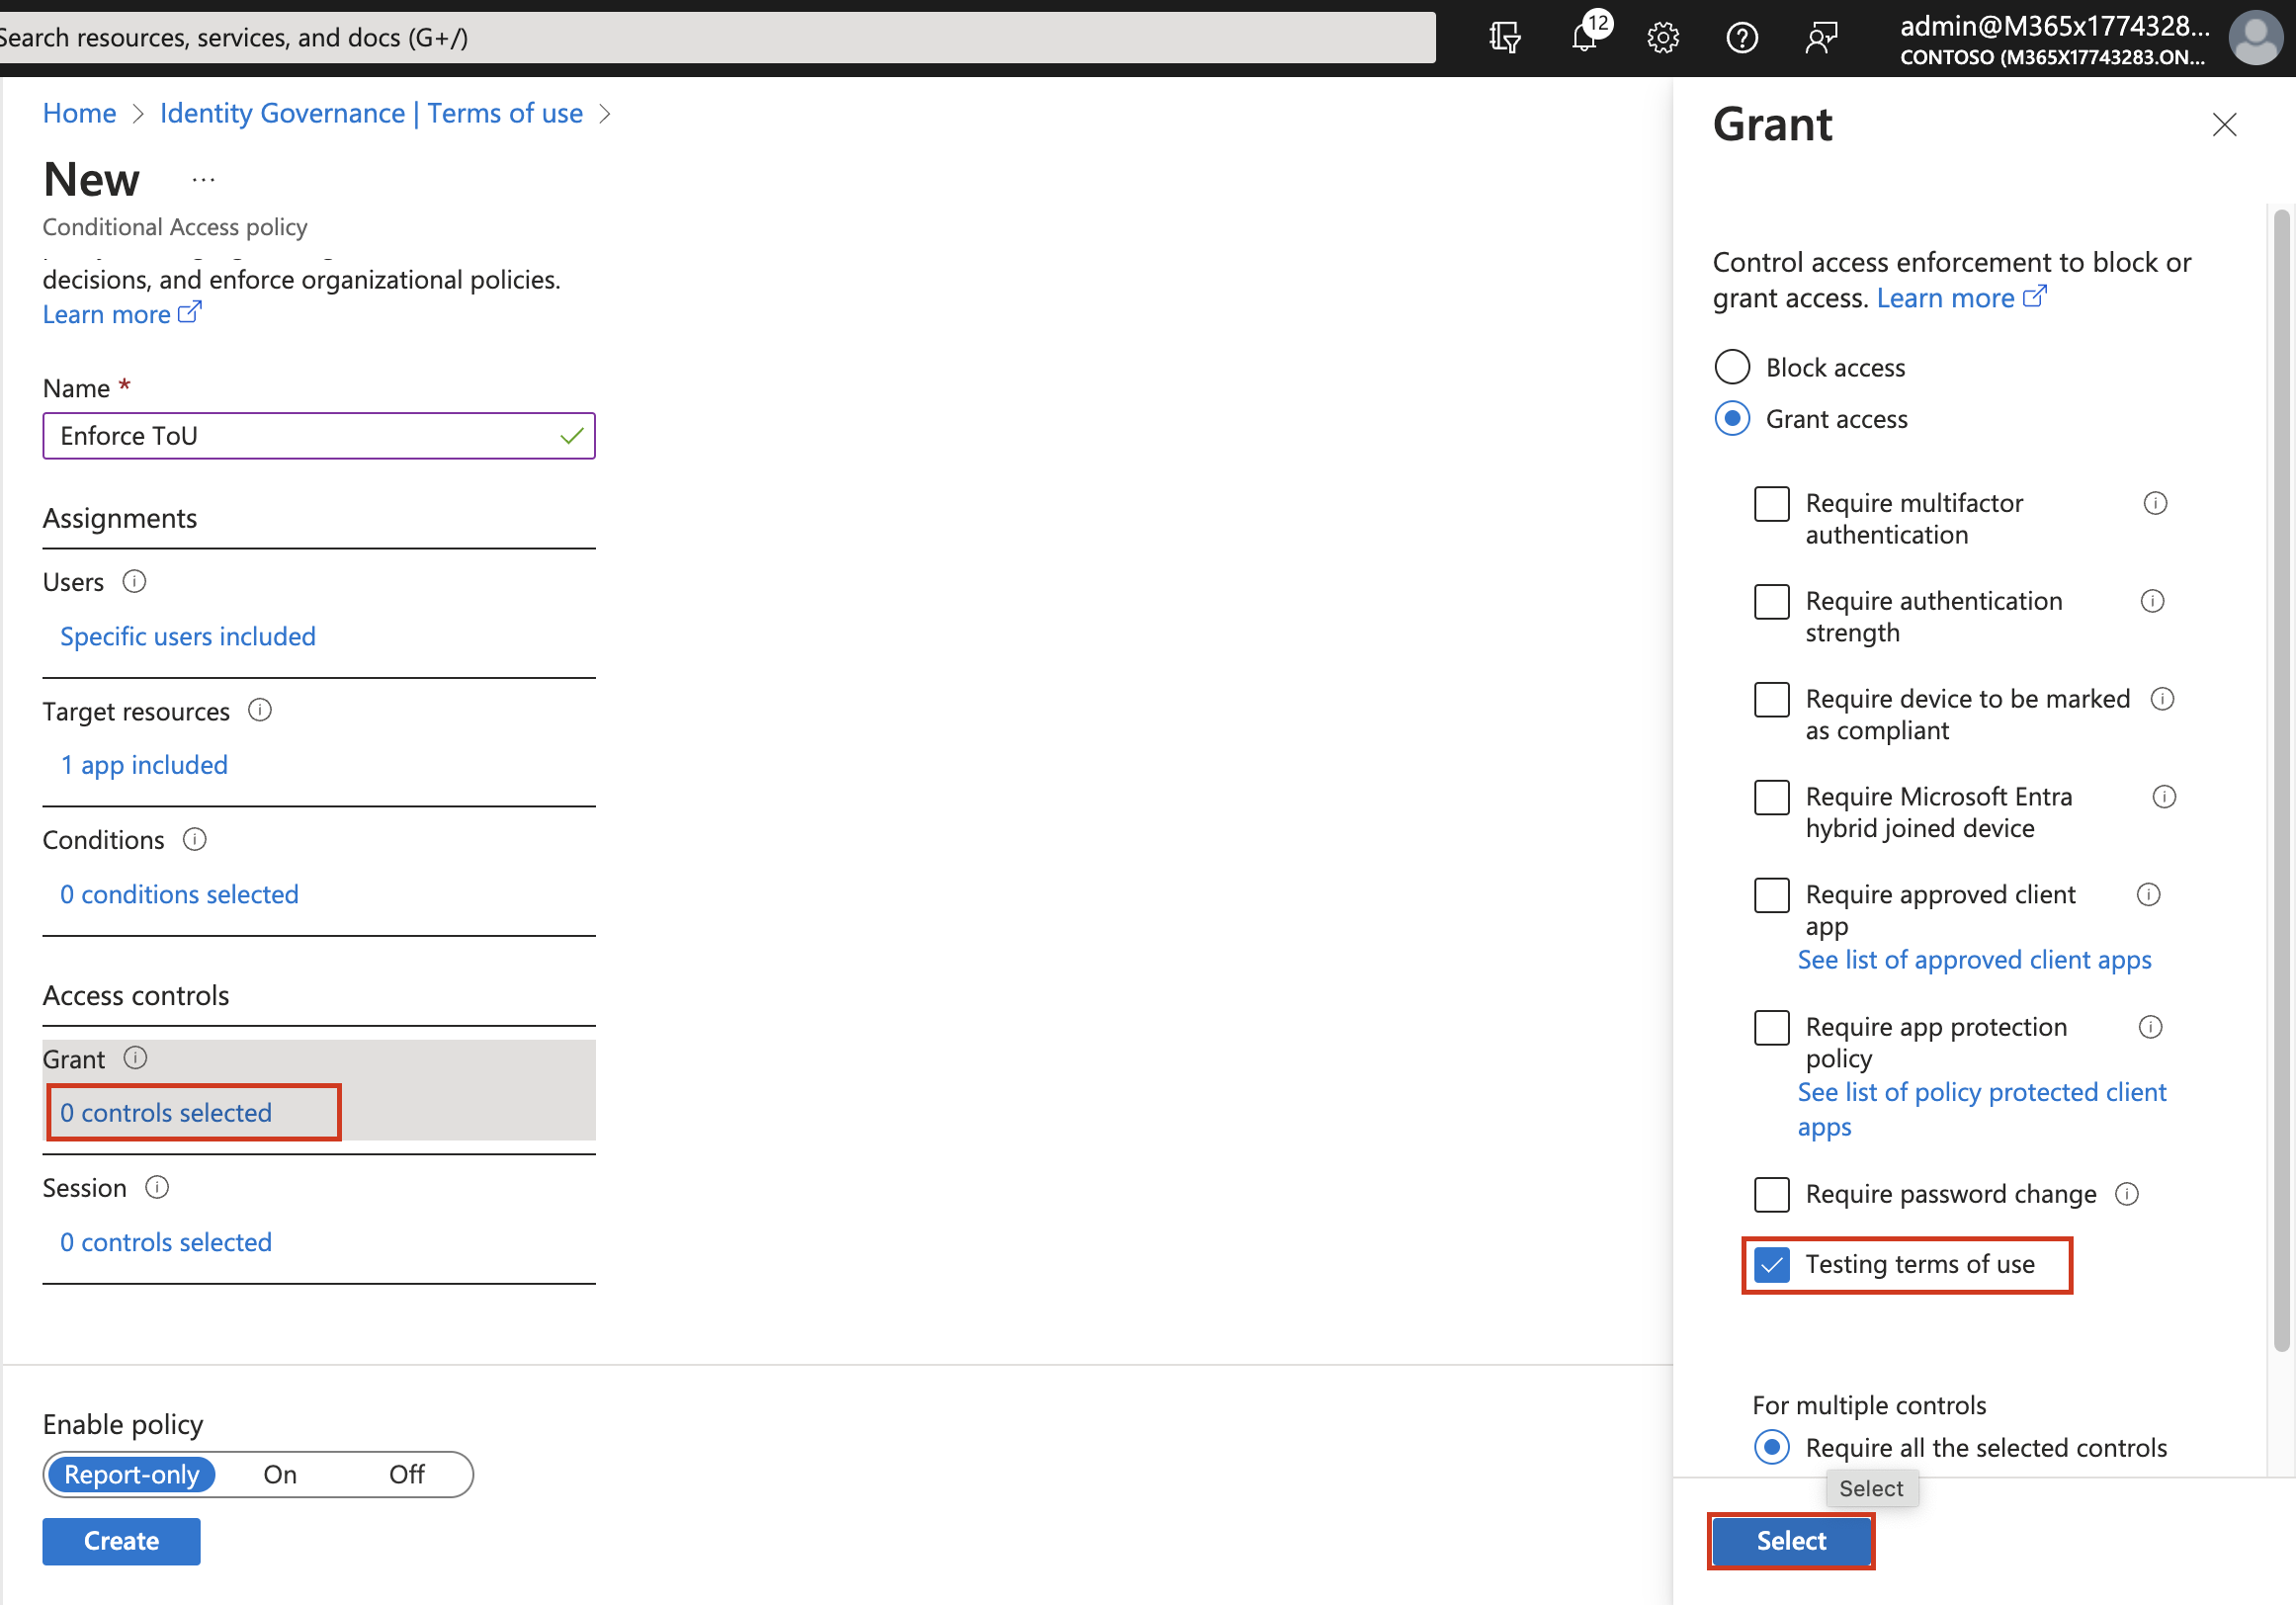 Search resources, services, and docs (G+/)
12
admin@M365x1774328...
CONTOSO (M365X17743283.ON...
Home > Identity Governance | Terms of use >
New ...
Conditional Access policy
decisions, and enforce organizational policies.
Learn more
Name *
Enforce ToU
Assignments
Users
Specific users included
Target resources
1 app included
Conditions
0 conditions selected
Access controls
Grant
0 controls selected
Session
0 controls selected
Enable policy
Report-only On Off
Create
Grant
Control access enforcement to block or
grant access. Learn more
Block access
Grant access
Require multifactor
authentication
Require authentication
strength
Require device to be marked
as compliant
Require Microsoft Entra
hybrid joined device
Require approved client
app
See list of approved client apps
Require app protection
policy
See list of policy protected client
apps
Require password change
Testing terms of use
For multiple controls
Require all the selected controls
Select
Select